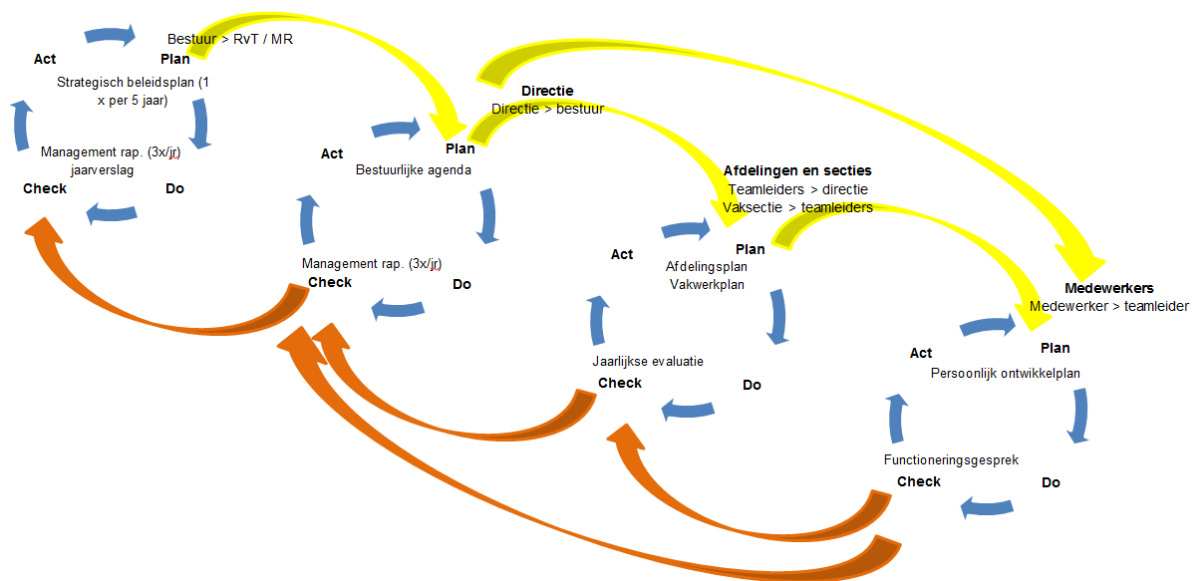 Bestuur > RvT / MR
Act
Plan
Strategisch beleidsplan (1
x per 5 jaar)
Management rap. (3x/jr)
jaarverslag
Check
Do
Directie
Directie > bestuur
Act
Plan
Bestuurlijke agenda
Management rap. (3x/jr)
Check
Do
Afdelingen en secties
Teamleiders > directie
Vaksectie > teamleiders
Act
Plan
Afdelingsplan
Vakwerkplan
Jaarlijkse evaluatie
Check
Do
Medewerkers
Medewerker > teamleider
Act
Plan
Persoonlijk ontwikkelplan
Functioneringsgesprek
Check
Do